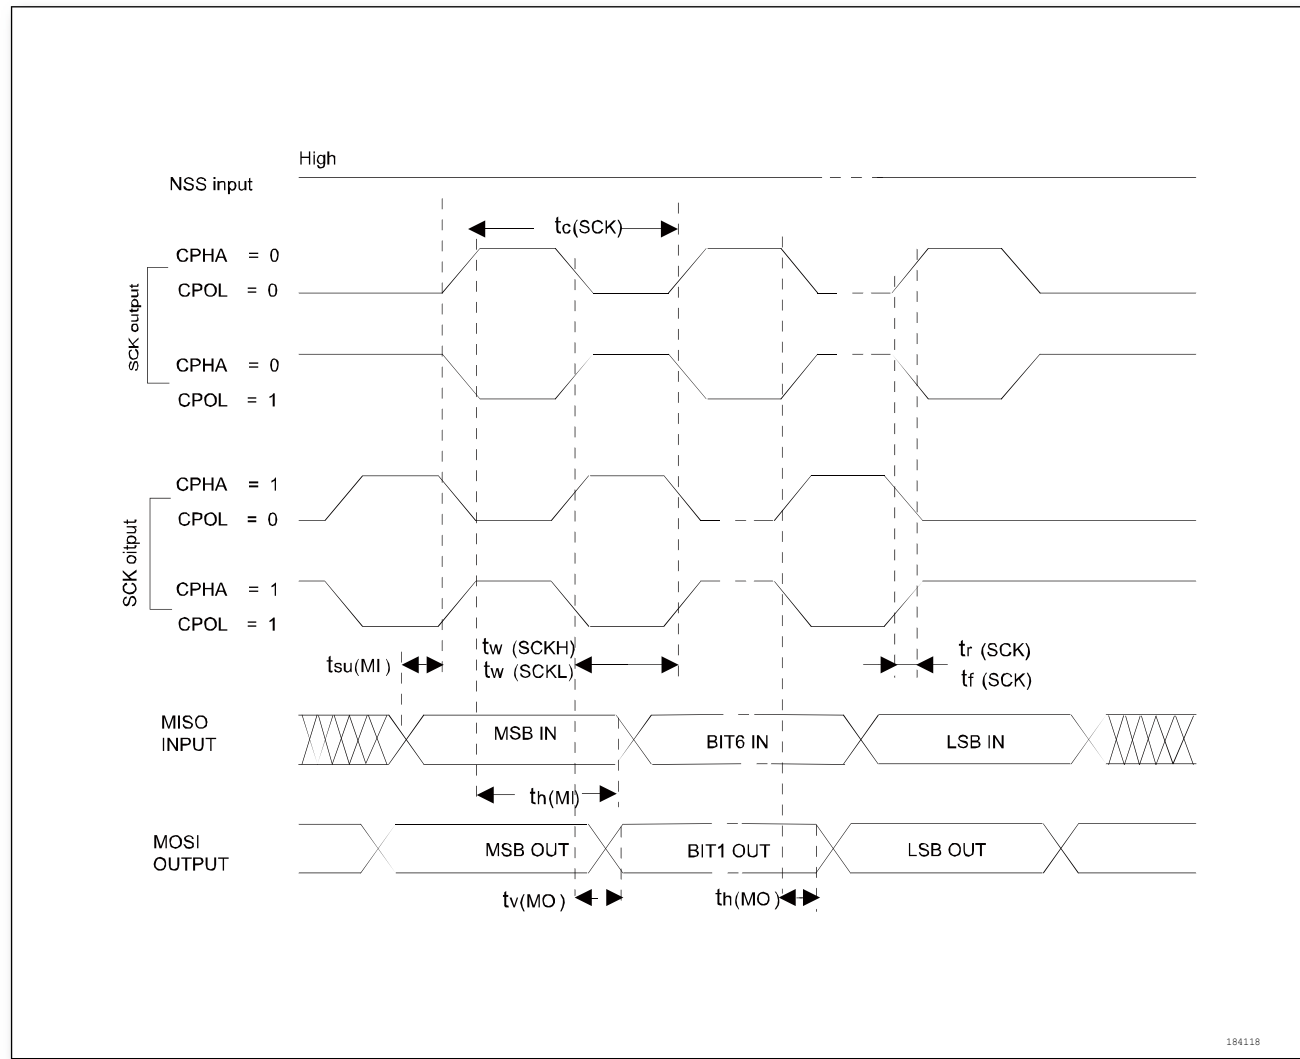 High
NSS input
tc(SCK)
CPHA = 0
CPOL = 0
SCK output
CPHA = 0
CPOL = 1
CPHA = 1
CPOL = 0
SCK oitput
CPHA = 1
CPOL = 1
tsu(MI)
tw (SCKH)
tw (SCKL)
tr (SCK)
tf (SCK)
MISO
INPUT
MSB IN
BIT6 IN
LSB IN
th(MI)
MOSI
OUTPUT
MSB OUT
BIT1 OUT
LSB OUT
tv(MO)
th(MO)
184118